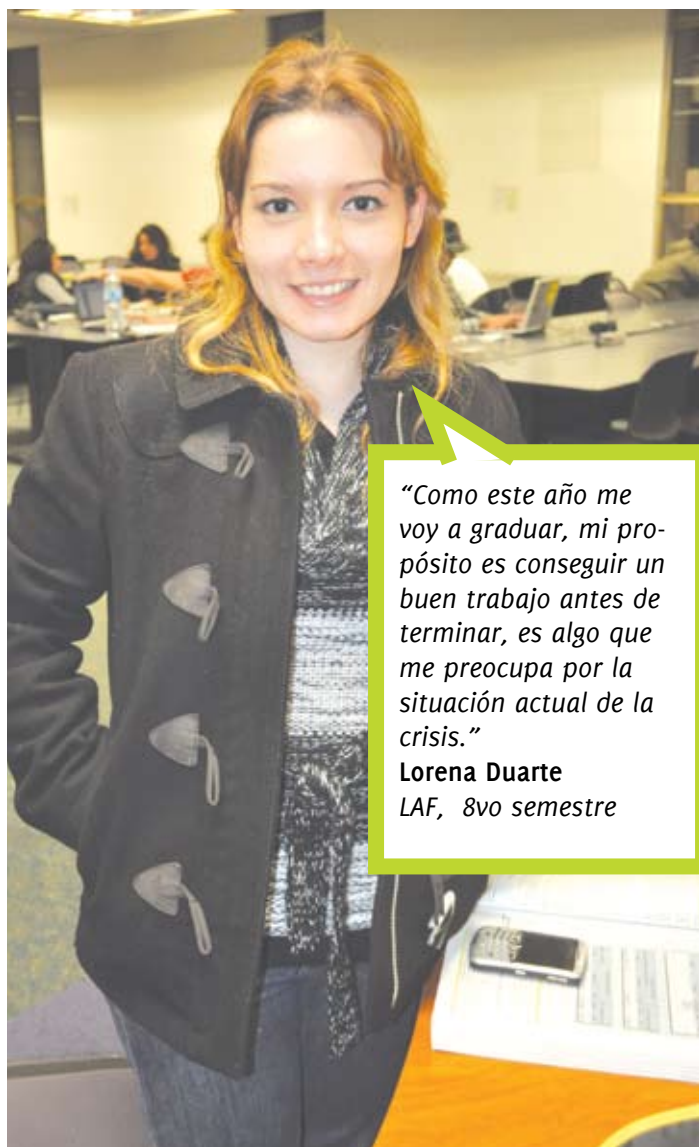 “Como este año me
voy a graduar, mi pro-
pósito es conseguir un
buen trabajo antes de
terminar, es algo que
me preocupa por la
situación actual de la
crisis.”
Lorena Duarte
LAF, 8vo semestre